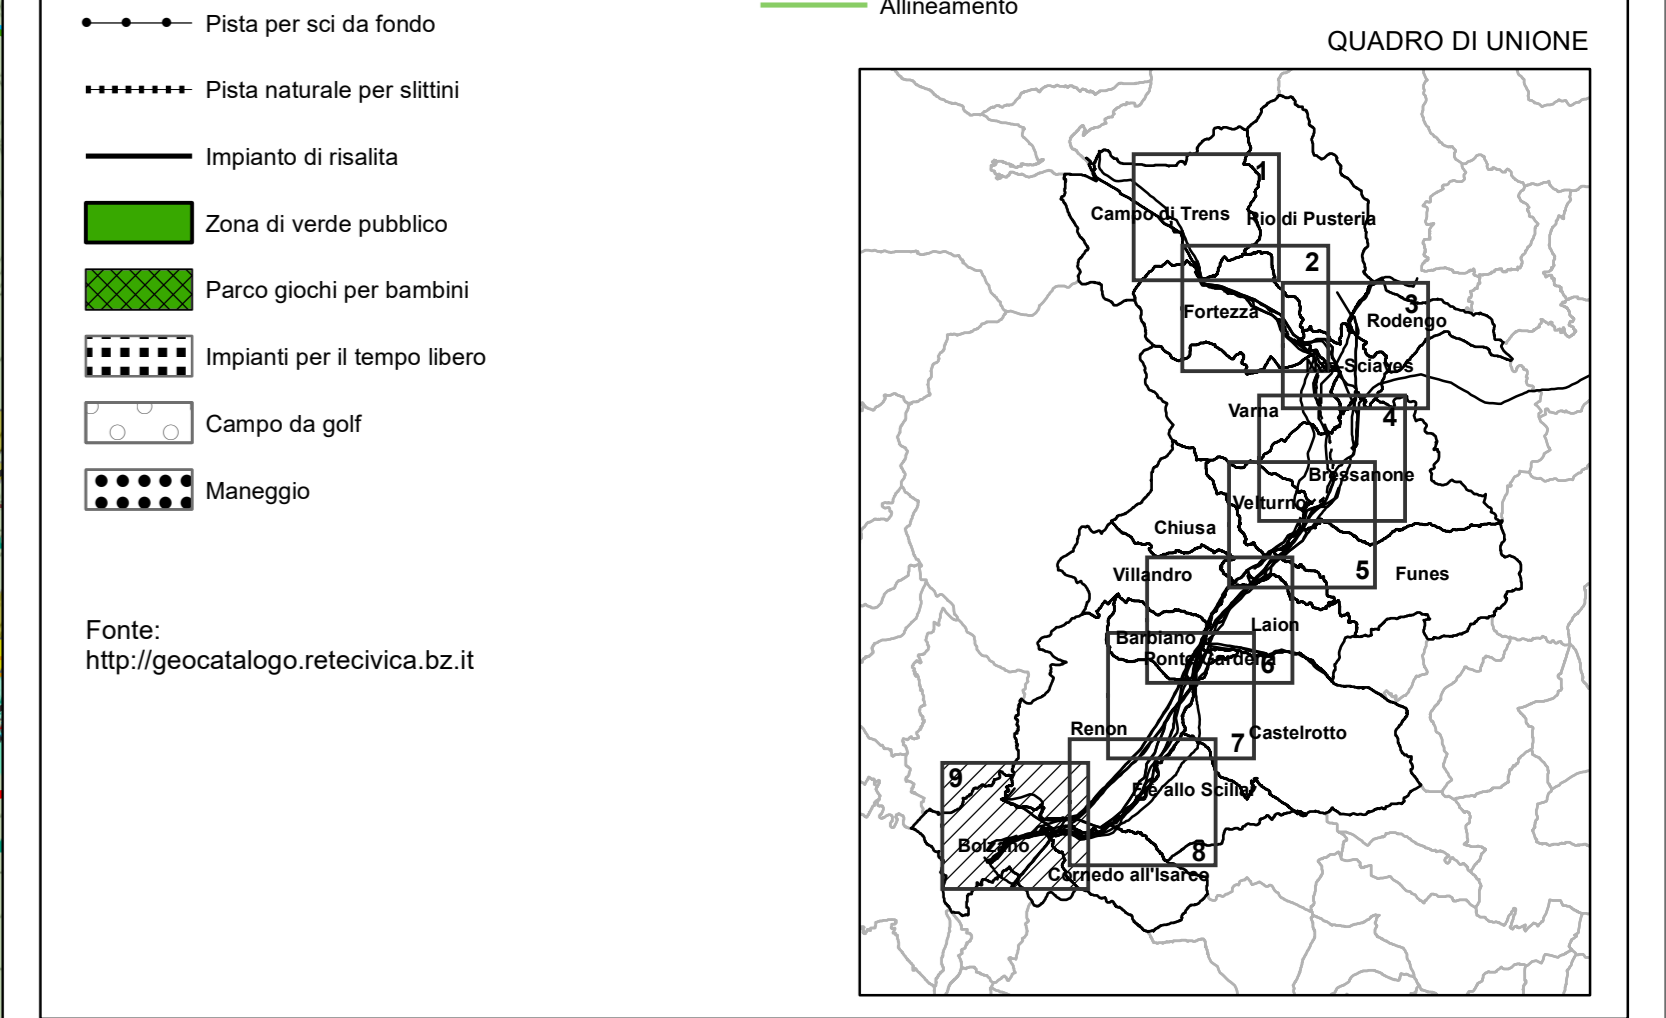 Pista per sci da fondo
Pista naturale per slittini
Impianto di risalita
Zona di verde pubblico
Parco giochi per bambini
Impianti per il tempo libero
Campo da golf
Maneggio
Fonte:
http://geocatalogo.retecivica.bz.it
Allineamento
QUADRO DI UNIONE
1
Campo di Trens
Rio di Pusteria
2
3
Fortezza
Rodengo
Naz-Sciaves
Varna
4
Bressanone
Velturno
Chiusa
5
Villandro
Funes
Laion
Barbiano
Ponte Gardena
6
Renon
7
Castelrotto
9
Fiè allo Sciliar
Bolzano
8
Cornedo all'Isarco